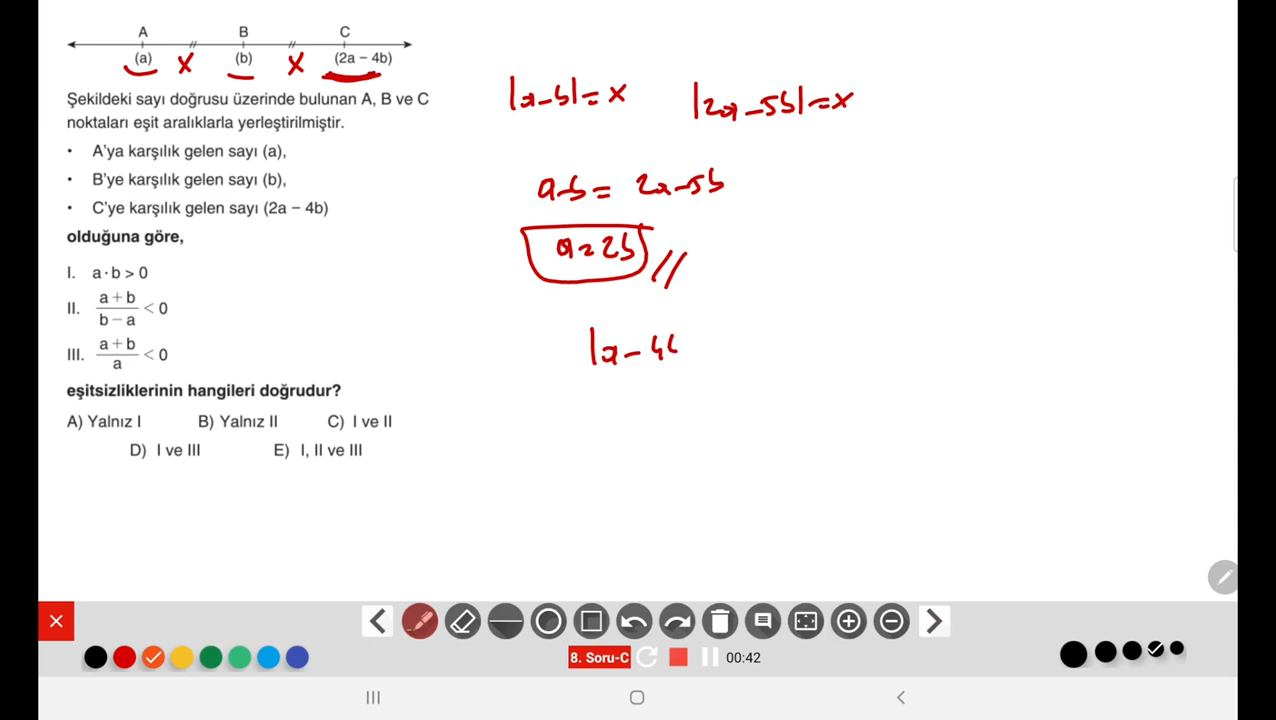 A B C
(a) x (b) x (2a – 4b)
Şekildeki sayı doğrusu üzerinde bulunan A, B ve C
noktaları eşit aralıklarla yerleştirilmiştir.
• A'ya karşılık gelen sayı (a),
• B'ye karşılık gelen sayı (b),
• C'ye karşılık gelen sayı (2a – 4b)
olduğuna göre,
I. a · b > 0
II. a + b / b – a < 0
III. a + b / a < 0
eşitsizliklerinin hangileri doğrudur?
A) Yalnız I B) Yalnız II C) I ve II
D) I ve III E) I, II ve III
|a-b|=x |2a-5b|=x
a-b= 2a-5b
a=2b //
|a-
8. Soru-C 00:42